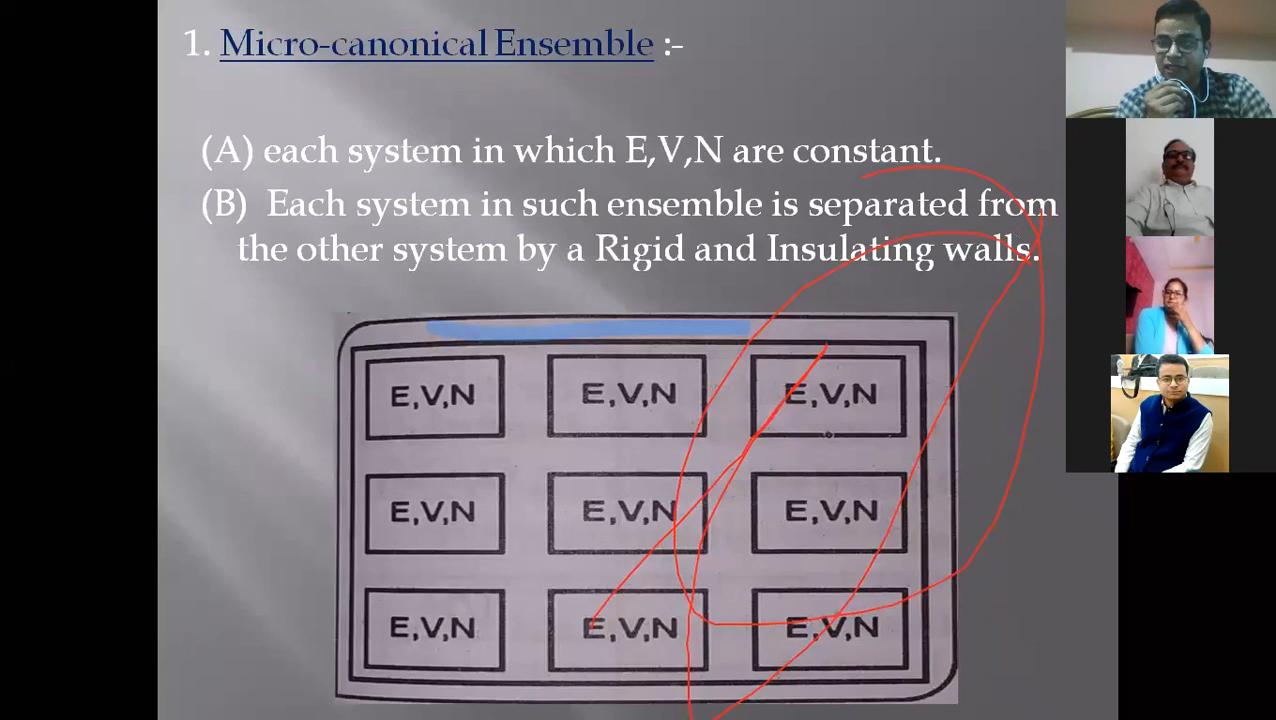 1. Micro-canonical Ensemble :-
(A) each system in which E,V,N are constant.
(B) Each system in such ensemble is separated from
the other system by a Rigid and Insulating walls.
E,V,N E,V,N E,V,N
E,V,N E,V,N E,V,N
E,V,N E,V,N E,V,N